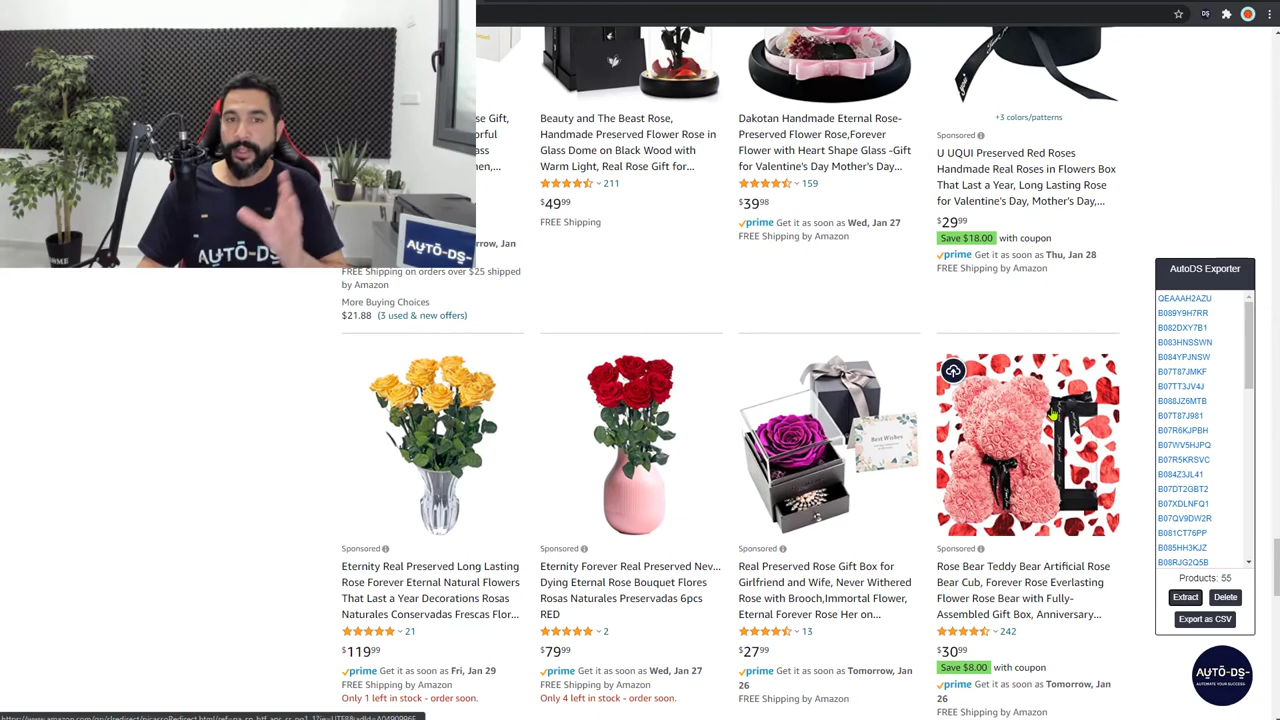 HOME
AUTO-DS-
AUTO-DS-
se Gift,
orful
ass
en,...
rrow, Jan
FREE Shipping on orders over $25 shipped
by Amazon
More Buying Choices
$21.88 (3 used & new offers)
Beauty and The Beast Rose,
Handmade Preserved Flower Rose in
Glass Dome on Black Wood with
Warm Light, Real Rose Gift for...
211
$49.99
FREE Shipping
Dakotan Handmade Eternal Rose-
Preserved Flower Rose,Forever
Flower with Heart Shape Glass -Gift
for Valentine's Day Mother's Day...
159
$39.98
prime Get it as soon as Wed, Jan 27
FREE Shipping by Amazon
+3 colors/patterns
Sponsored
U UQUI Preserved Red Roses
Handmade Real Roses in Flowers Box
That Last a Year, Long Lasting Rose
for Valentine's Day, Mother's Day,...
$29.99
Save $18.00 with coupon
prime Get it as soon as Thu, Jan 28
FREE Shipping by Amazon
Sponsored
Eternity Real Preserved Long Lasting
Rose Forever Eternal Natural Flowers
That Last a Year Decorations Rosas
Naturales Conservadas Frescas Flor...
21
$119.99
prime Get it as soon as Fri, Jan 29
FREE Shipping by Amazon
Only 1 left in stock - order soon.
Sponsored
Eternity Forever Real Preserved Nev...
Dying Eternal Rose Bouquet Flores
Rosas Naturales Preservadas 6pcs
RED
2
$79.99
prime Get it as soon as Wed, Jan 27
FREE Shipping by Amazon
Only 4 left in stock - order soon.
Best Wishes
Sponsored
Real Preserved Rose Gift Box for
Girlfriend and Wife, Never Withered
Rose with Brooch,Immortal Flower,
Eternal Forever Rose Her on...
13
$27.99
prime Get it as soon as Tomorrow, Jan
26
FREE Shipping by Amazon
Sponsored
Rose Bear Teddy Bear Artificial Rose
Bear Cub, Forever Rose Everlasting
Flower Rose Bear with Fully-
Assembled Gift Box, Anniversary...
242
$30.99
Save $8.00 with coupon
prime Get it as soon as Tomorrow, Jan
26
FREE Shipping by Amazon
AutoDS Exporter
QEAAAH2AZU
B089Y9H7RR
B082DXY7B1
B083HNSSWN
B084YPJNSW
B07T87JMKF
B07TT3JV4J
B088JZ6MTB
B07T87J981
B07R6KJPBH
B07WV5HJPQ
B07R5KRSVC
B084Z3JL41
B07DT2GBT2
B07XDLNFQ1
B07QV9DW2R
B081CT76PP
B085HH3KJZ
B08RJG2Q5B
Products: 55
Extract
Delete
Export as CSV
AUTO-DS-
AUTOMATE YOUR SUCCESS